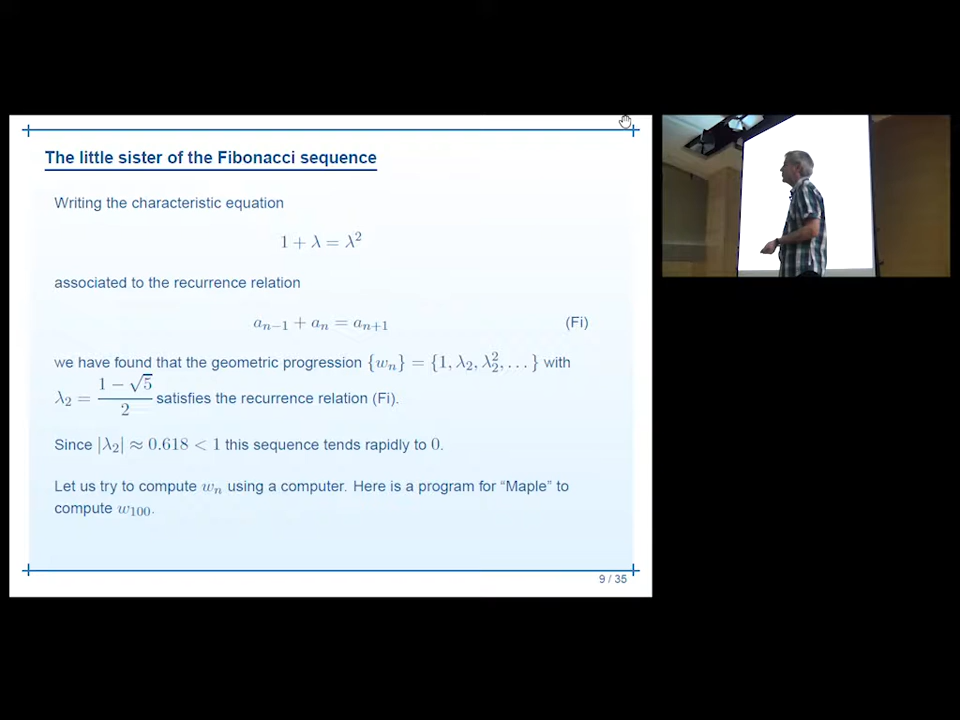 The little sister of the Fibonacci sequence
Writing the characteristic equation
1 + λ = λ²
associated to the recurrence relation
aₙ₋₁ + aₙ = aₙ₊₁ (Fi)
we have found that the geometric progression {wₙ} = {1, λ₂, λ₂², . . . } with
λ₂ = (1 − √5)/2 satisfies the recurrence relation (Fi).
Since |λ₂| ≈ 0.618 < 1 this sequence tends rapidly to 0.
Let us try to compute wₙ using a computer. Here is a program for “Maple” to
compute w₁₀₀.
9 / 35